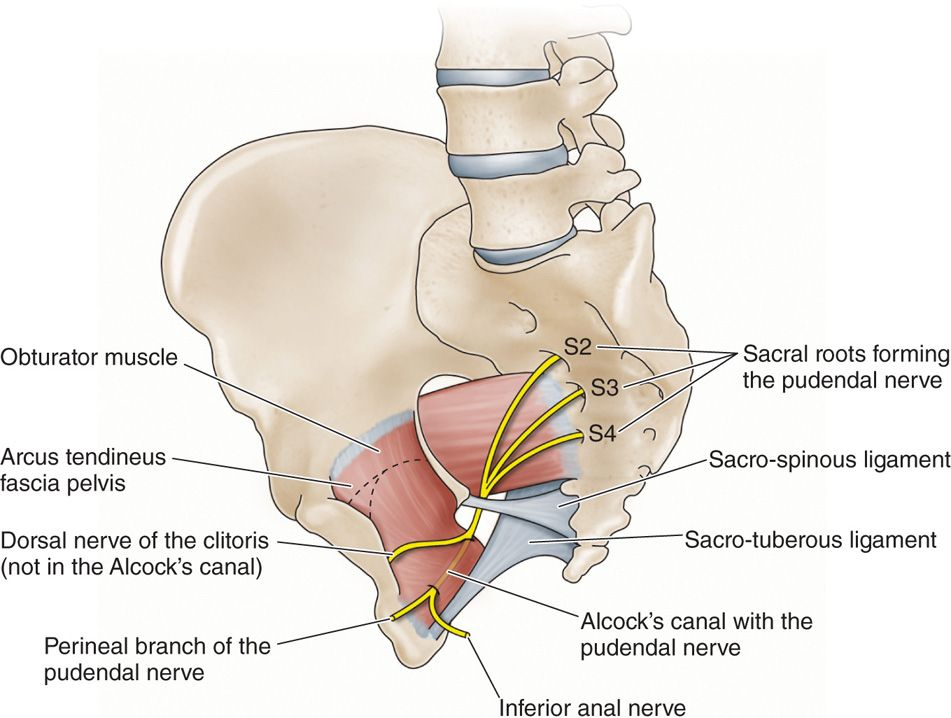 Obturator muscle
Arcus tendineus
fascia pelvis
Dorsal nerve of the clitoris
(not in the Alcock's canal)
Perineal branch of the
pudendal nerve
S2
S3
S4
Sacral roots forming
the pudendal nerve
Sacro-spinous ligament
Sacro-tuberous ligament
Alcock's canal with the
pudendal nerve
Inferior anal nerve